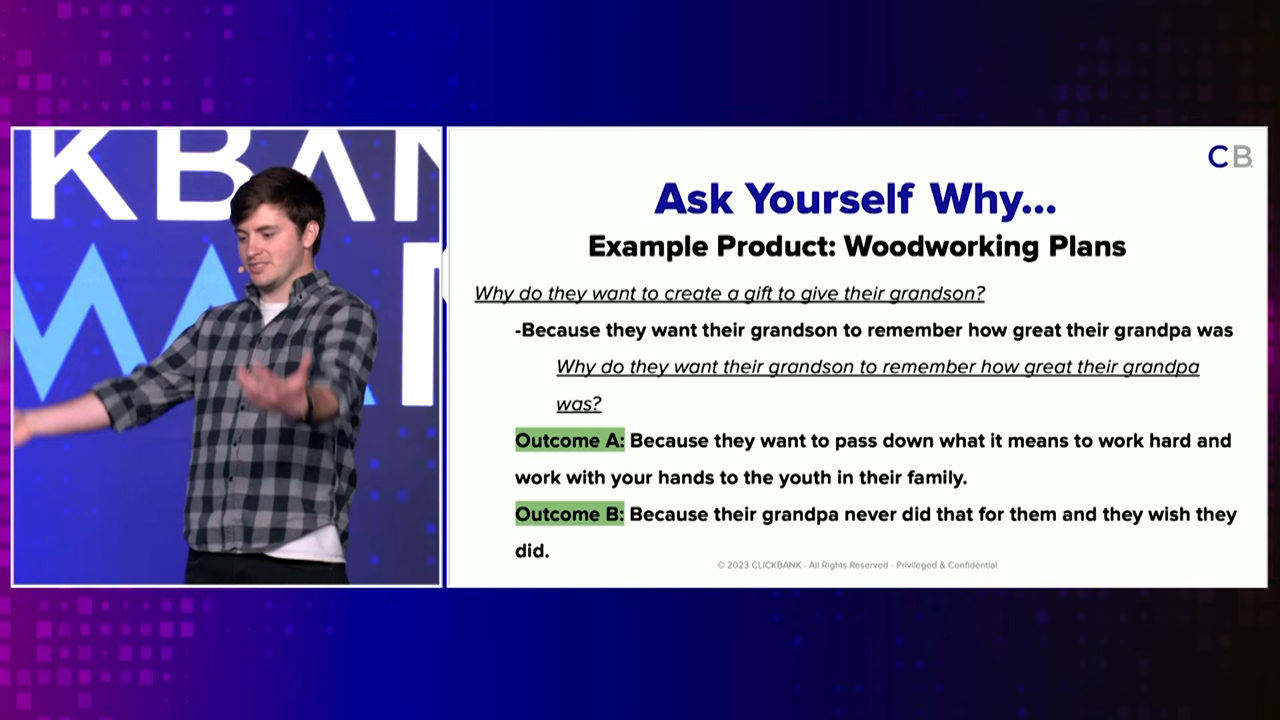 KBAN
WA
CB
Ask Yourself Why...
Example Product: Woodworking Plans
Why do they want to create a gift to give their grandson?
-Because they want their grandson to remember how great their grandpa was
Why do they want their grandson to remember how great their grandpa
was?
Outcome A: Because they want to pass down what it means to work hard and
work with your hands to the youth in their family.
Outcome B: Because their grandpa never did that for them and they wish they
did.
© 2023 CLICKBANK - All Rights Reserved - Privileged & Confidential